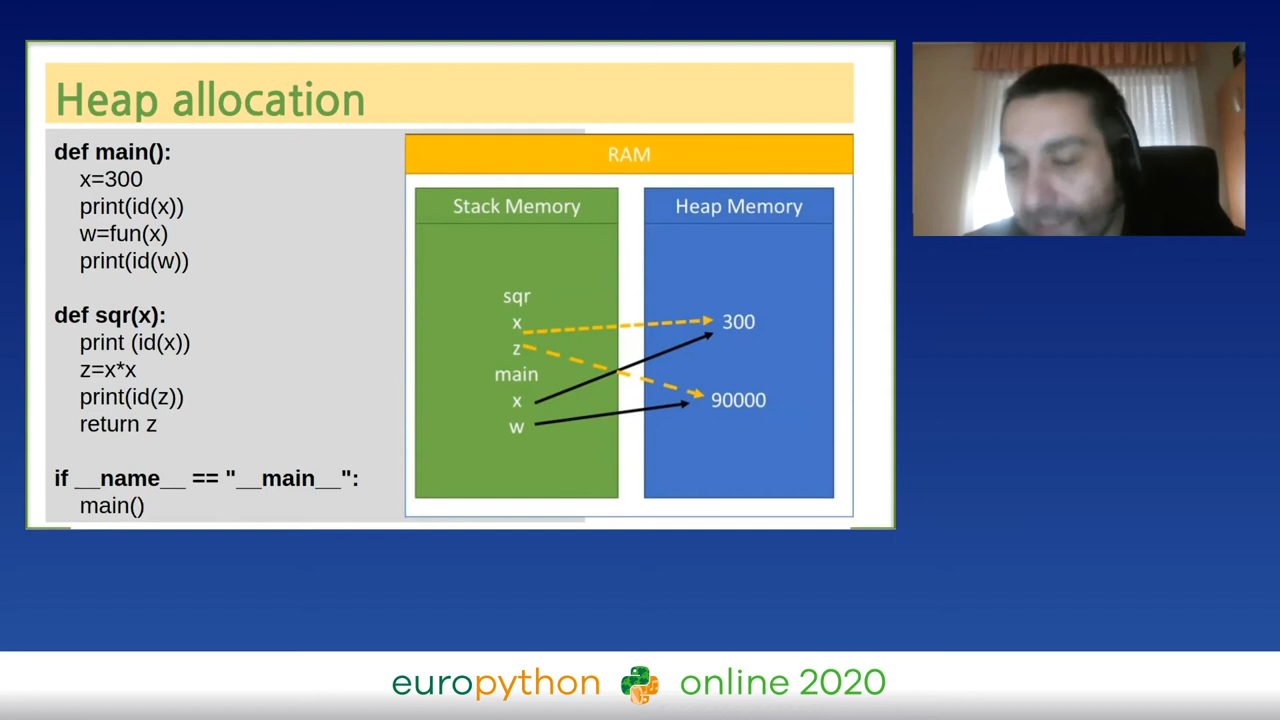 Heap allocation
def main():
x=300
print(id(x))
w=fun(x)
print(id(w))
def sqr(x):
print (id(x))
z=x*x
print(id(z))
return z
if __name__ == "__main__":
main()
RAM
Stack Memory
sqr
x
z
main
x
w
Heap Memory
300
90000
europython online 2020